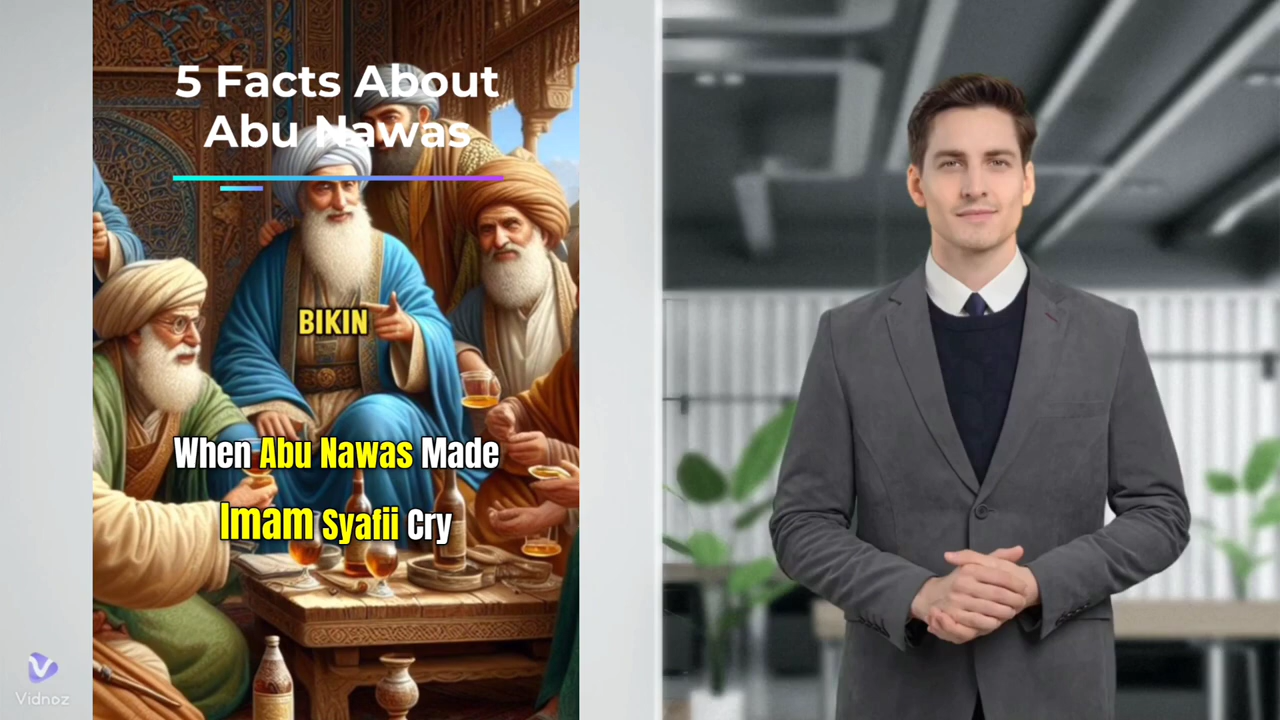 5 Facts About
Abu Nawas
BIKIN
When Abu Nawas Made
Imam Syafii Cry
Vidnoz